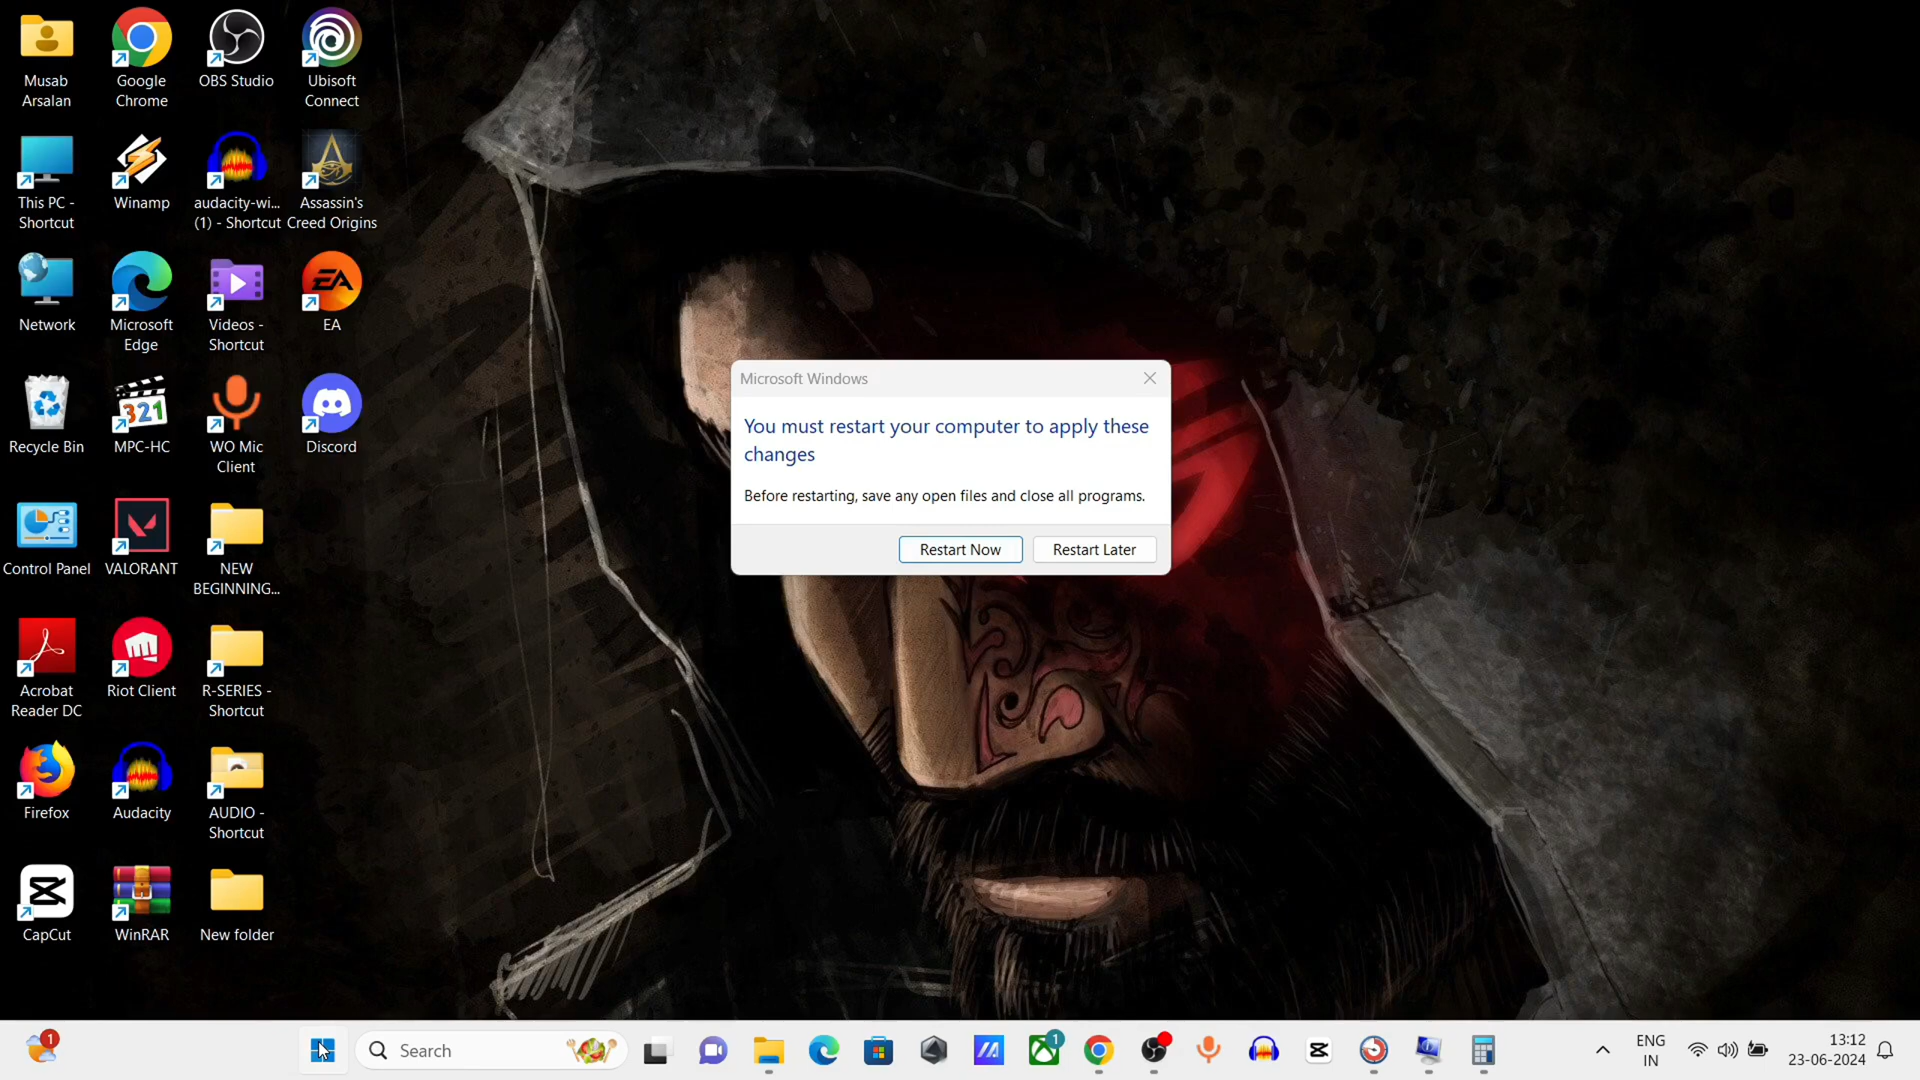 Musab
Arsalan
Google
Chrome
OBS Studio
Ubisoft
Connect
This PC -
Shortcut
Winamp
audacity-wi...
(1) - Shortcut
Assassin's
Creed Origins
Network
Microsoft
Edge
Videos -
Shortcut
EA
EA
Recycle Bin
321
MPC-HC
WO Mic
Client
Discord
Control Panel
VALORANT
NEW
BEGINNING...
Acrobat
Reader DC
Riot Client
R-SERIES -
Shortcut
Firefox
Audacity
AUDIO -
Shortcut
CapCut
WinRAR
New folder
Microsoft Windows
You must restart your computer to apply these
changes
Before restarting, save any open files and close all programs.
Restart Now
Restart Later
1
Search
1
ENG
IN
13:12
23-06-2024